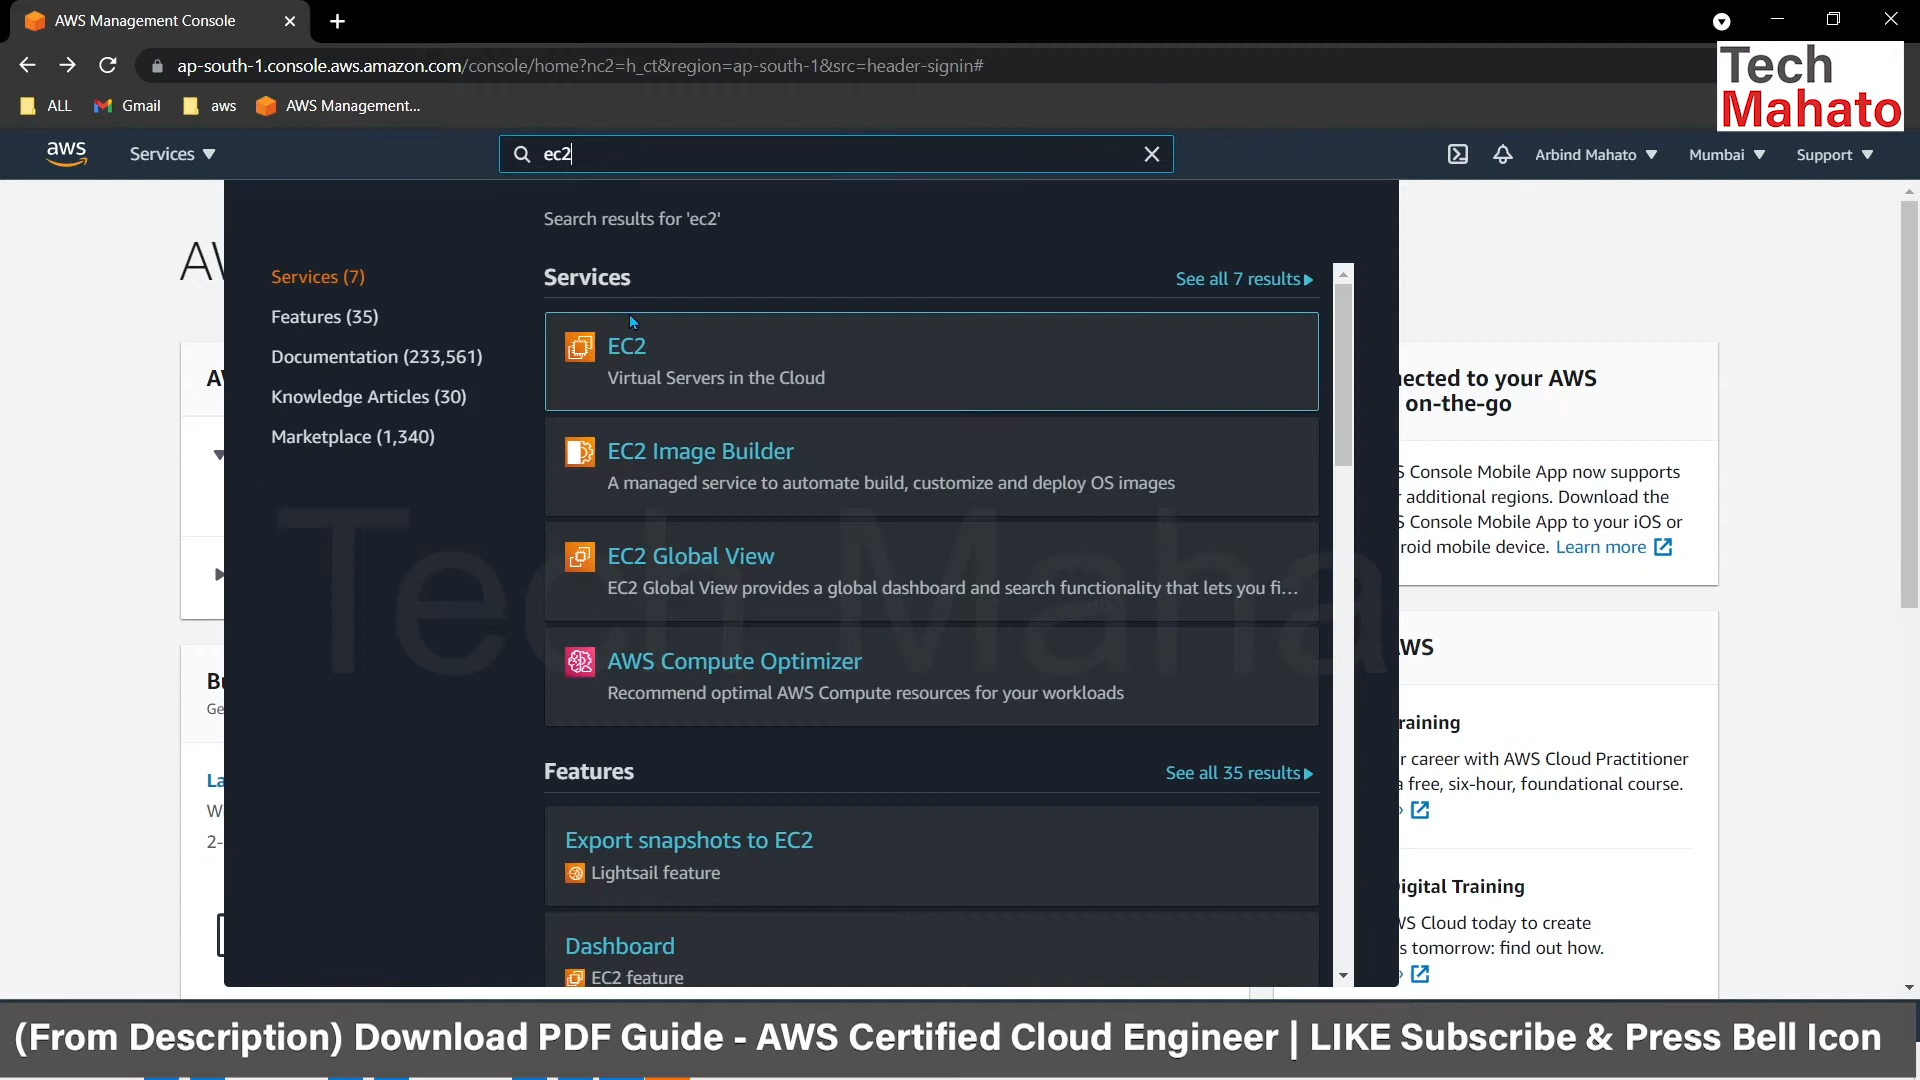 AWS Management Console
Tech
Mahato
ap-south-1.console.aws.amazon.com/console/home?nc2=h_ct&region=ap-south-1&src=header-signin#
ALL
Gmail
aws
AWS Management...
aws
Services
ec2
Arbind Mahato
Mumbai
Support
Search results for 'ec2'
Services (7)
Features (35)
Documentation (233,561)
Knowledge Articles (30)
Marketplace (1,340)
Services
See all 7 results
EC2
Virtual Servers in the Cloud
EC2 Image Builder
A managed service to automate build, customize and deploy OS images
EC2 Global View
EC2 Global View provides a global dashboard and search functionality that lets you fi...
AWS Compute Optimizer
Recommend optimal AWS Compute resources for your workloads
Features
See all 35 results
Export snapshots to EC2
Lightsail feature
Dashboard
EC2 feature
Tech Maha
to your AWS
on-the-go
Console Mobile App now supports
additional regions. Download the
Console Mobile App to your iOS or
mobile device. Learn more
career with AWS Cloud Practitioner
free, six-hour, foundational course.
Training
Cloud today to create
tomorrow: find out how.
(From Description) Download PDF Guide - AWS Certified Cloud Engineer | LIKE Subscribe & Press Bell Icon